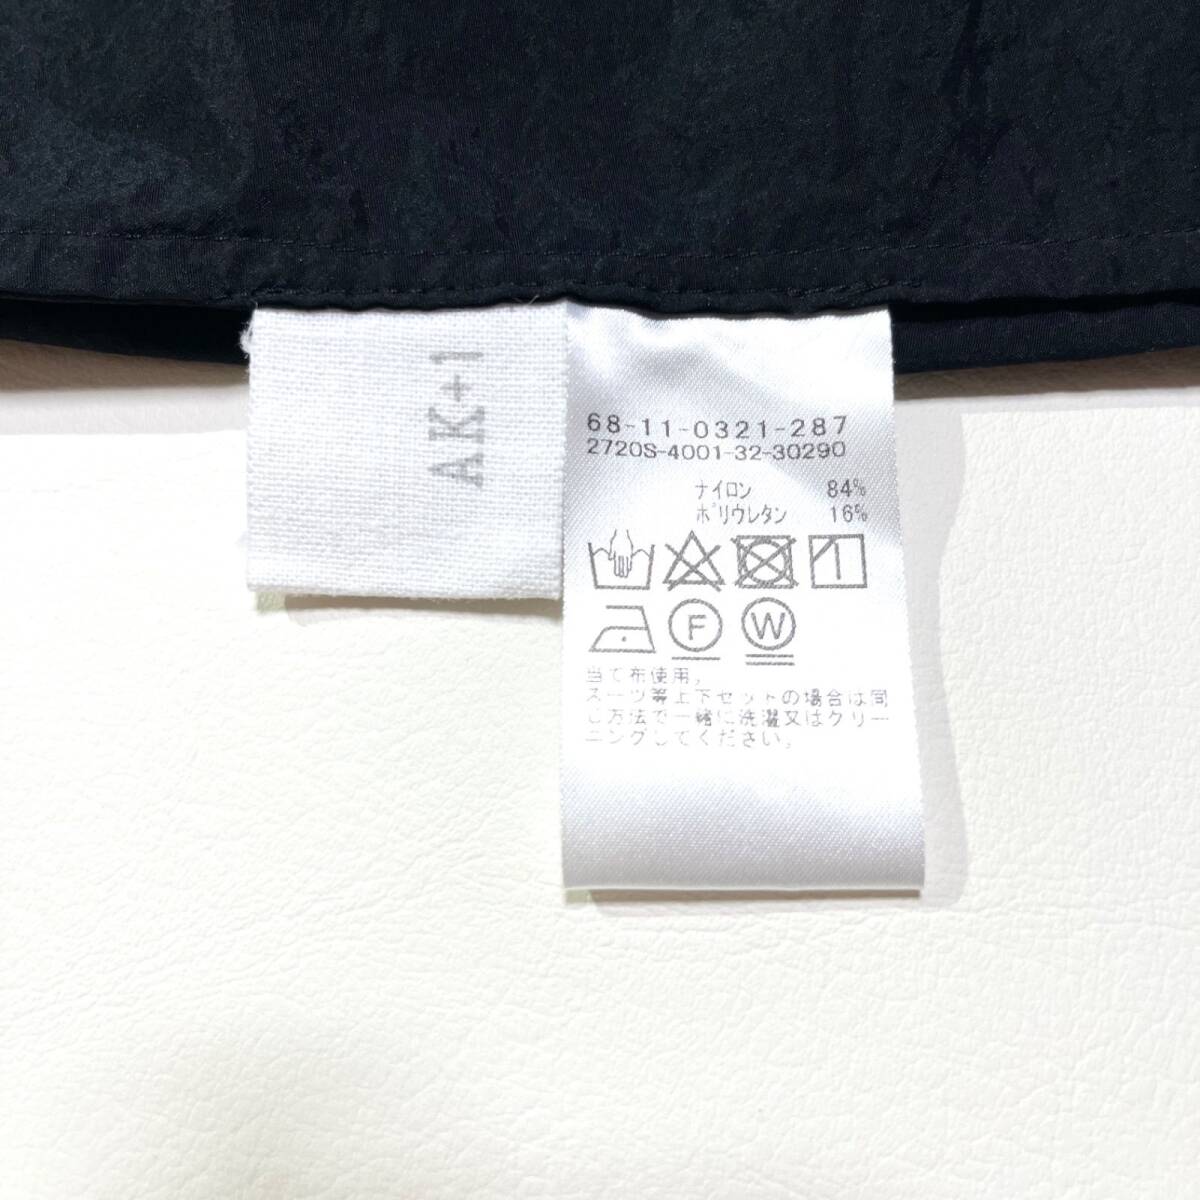 AK+1
68-11-0321-287
2720S-4001-32-30290
ナイロン 84%
ポリウレタン 16%
F W
当て布使用。
スーツ等上下セットの場合は同
じ方法で一緒に洗濯又はクリー
ニングしてください。